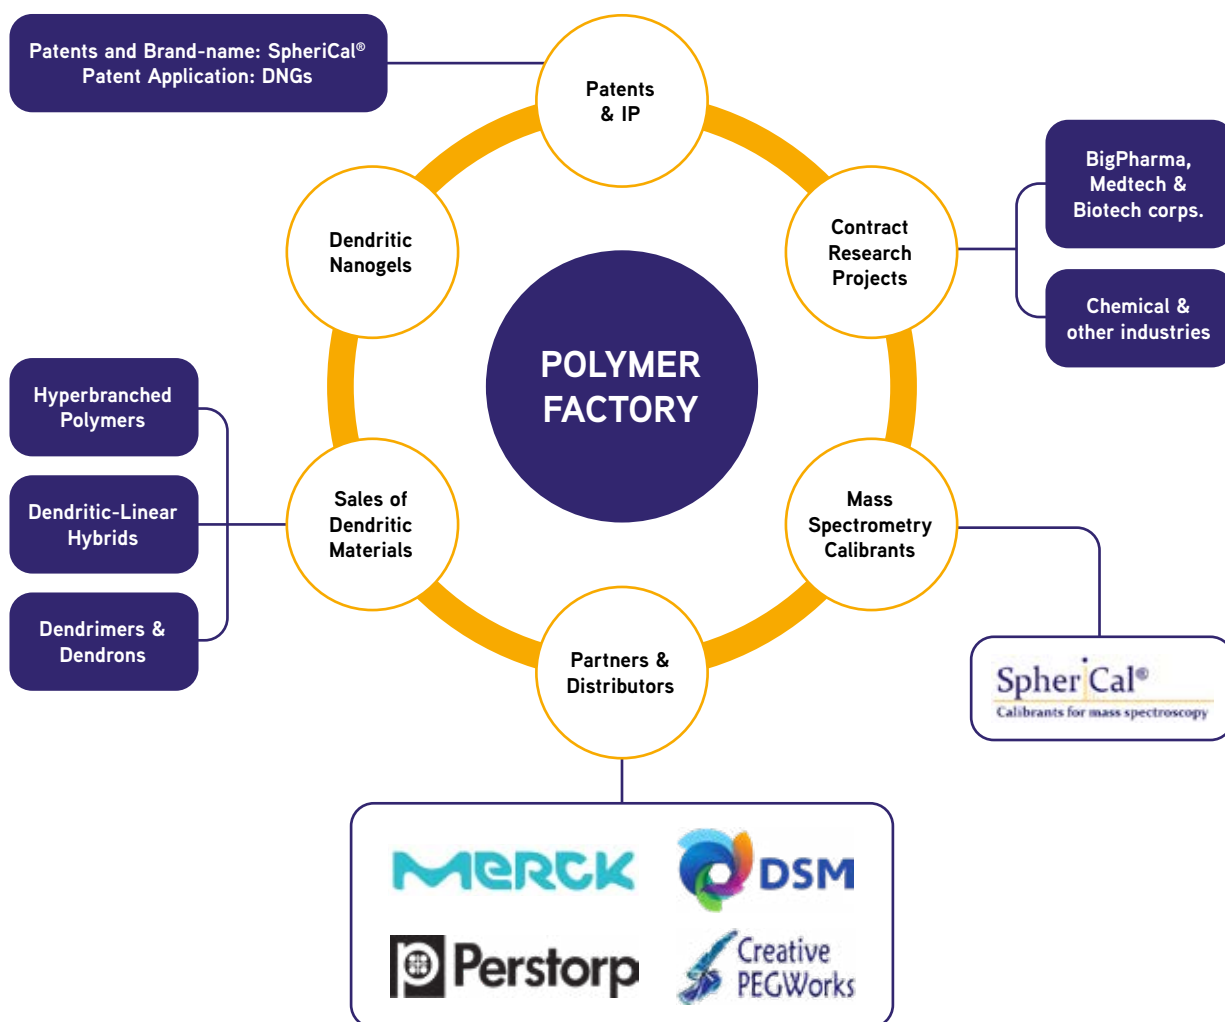 Patents and Brand-name: SpheriCal®
Patent Application: DNGs
Patents
& IP
BigPharma,
Medtech &
Biotech corps.
Contract
Research
Projects
Chemical &
other industries
Dendritic
Nanogels
POLYMER
FACTORY
Hyperbranched
Polymers
Dendritic-Linear
Hybrids
Dendrimers &
Dendrons
Sales of
Dendritic
Materials
Mass
Spectrometry
Calibrants
SpheriCal®
Calibrants for mass spectroscopy
Partners &
Distributors
MERCK
DSM
Perstorp
Creative
PEGWorks